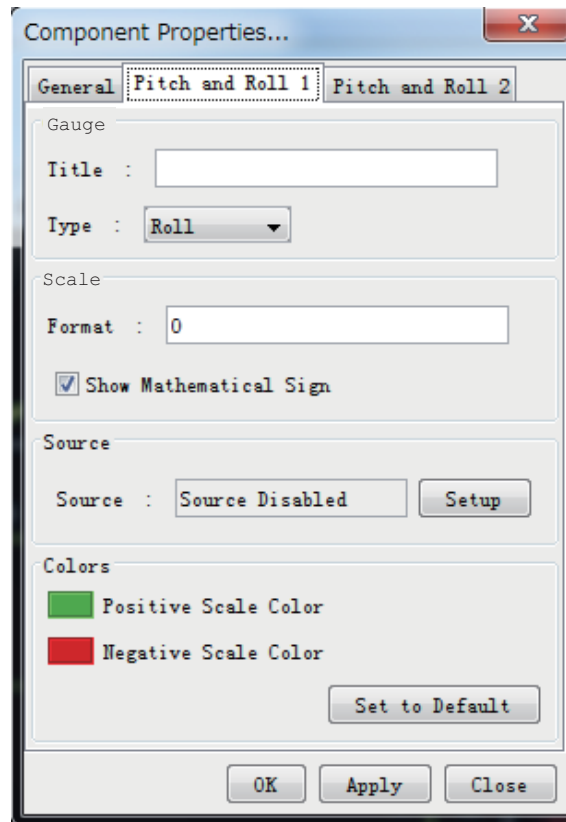 Component Properties...
General Pitch and Roll 1 Pitch and Roll 2
Gauge
Title :
Type : Roll
Scale
Format : 0
Show Mathematical Sign
Source
Source : Source Disabled Setup
Colors
Positive Scale Color
Negative Scale Color
Set to Default
OK Apply Close